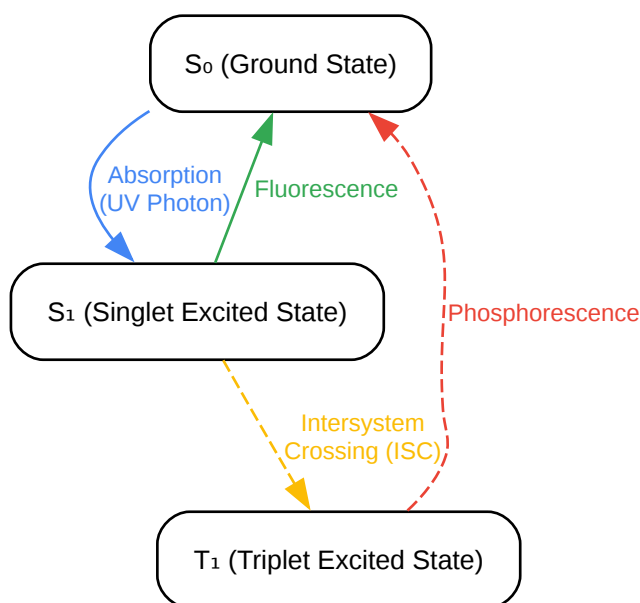 S₀ (Ground State)
Absorption
(UV Photon)
Fluorescence
S₁ (Singlet Excited State)
Phosphorescence
Intersystem
Crossing (ISC)
T₁ (Triplet Excited State)